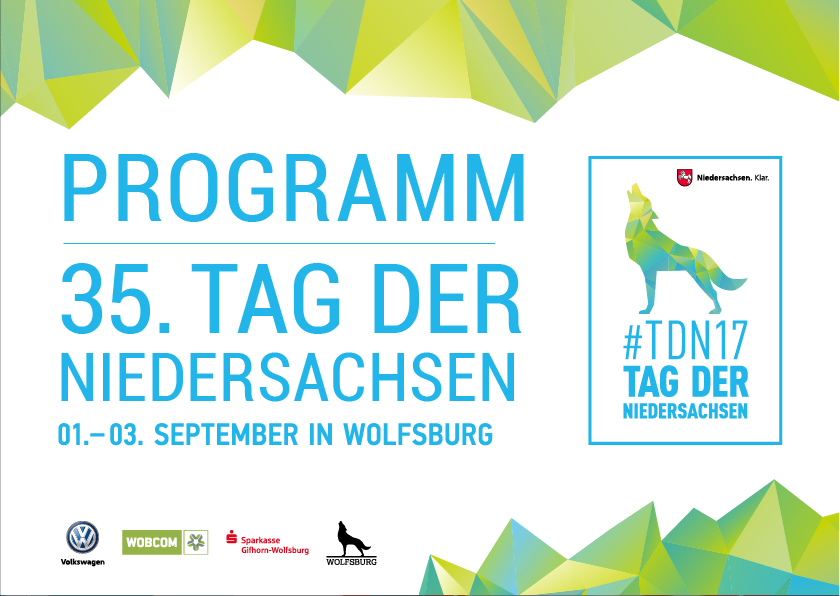 PROGRAMM
35. TAG DER
NIEDERSACHSEN
01.–03. SEPTEMBER IN WOLFSBURG
Niedersachsen. Klar.
#TDN17
TAG DER
NIEDERSACHSEN
Volkswagen
WOBCOM
Sparkasse
Gifhorn-Wolfsburg
WOLFSBURG